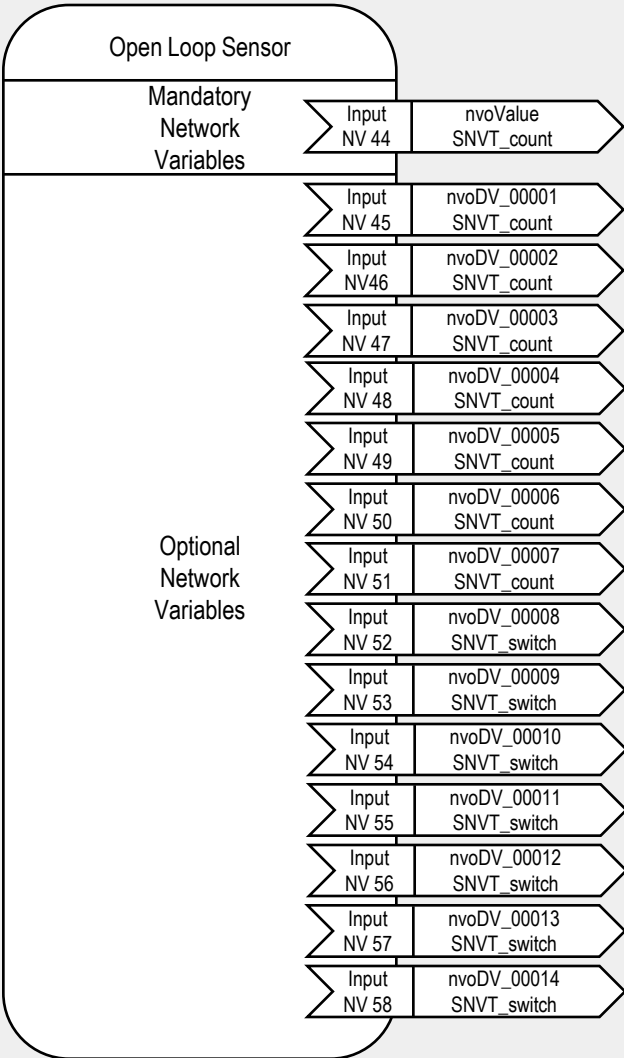 Open Loop Sensor
Mandatory
Network
Variables
Input
NV 44
nvoValue
SNVT_count
Input
NV 45
nvoDV_00001
SNVT_count
Input
NV46
nvoDV_00002
SNVT_count
Input
NV 47
nvoDV_00003
SNVT_count
Input
NV 48
nvoDV_00004
SNVT_count
Input
NV 49
nvoDV_00005
SNVT_count
Input
NV 50
nvoDV_00006
SNVT_count
Optional
Network
Variables
Input
NV 51
nvoDV_00007
SNVT_count
Input
NV 52
nvoDV_00008
SNVT_switch
Input
NV 53
nvoDV_00009
SNVT_switch
Input
NV 54
nvoDV_00010
SNVT_switch
Input
NV 55
nvoDV_00011
SNVT_switch
Input
NV 56
nvoDV_00012
SNVT_switch
Input
NV 57
nvoDV_00013
SNVT_switch
Input
NV 58
nvoDV_00014
SNVT_switch